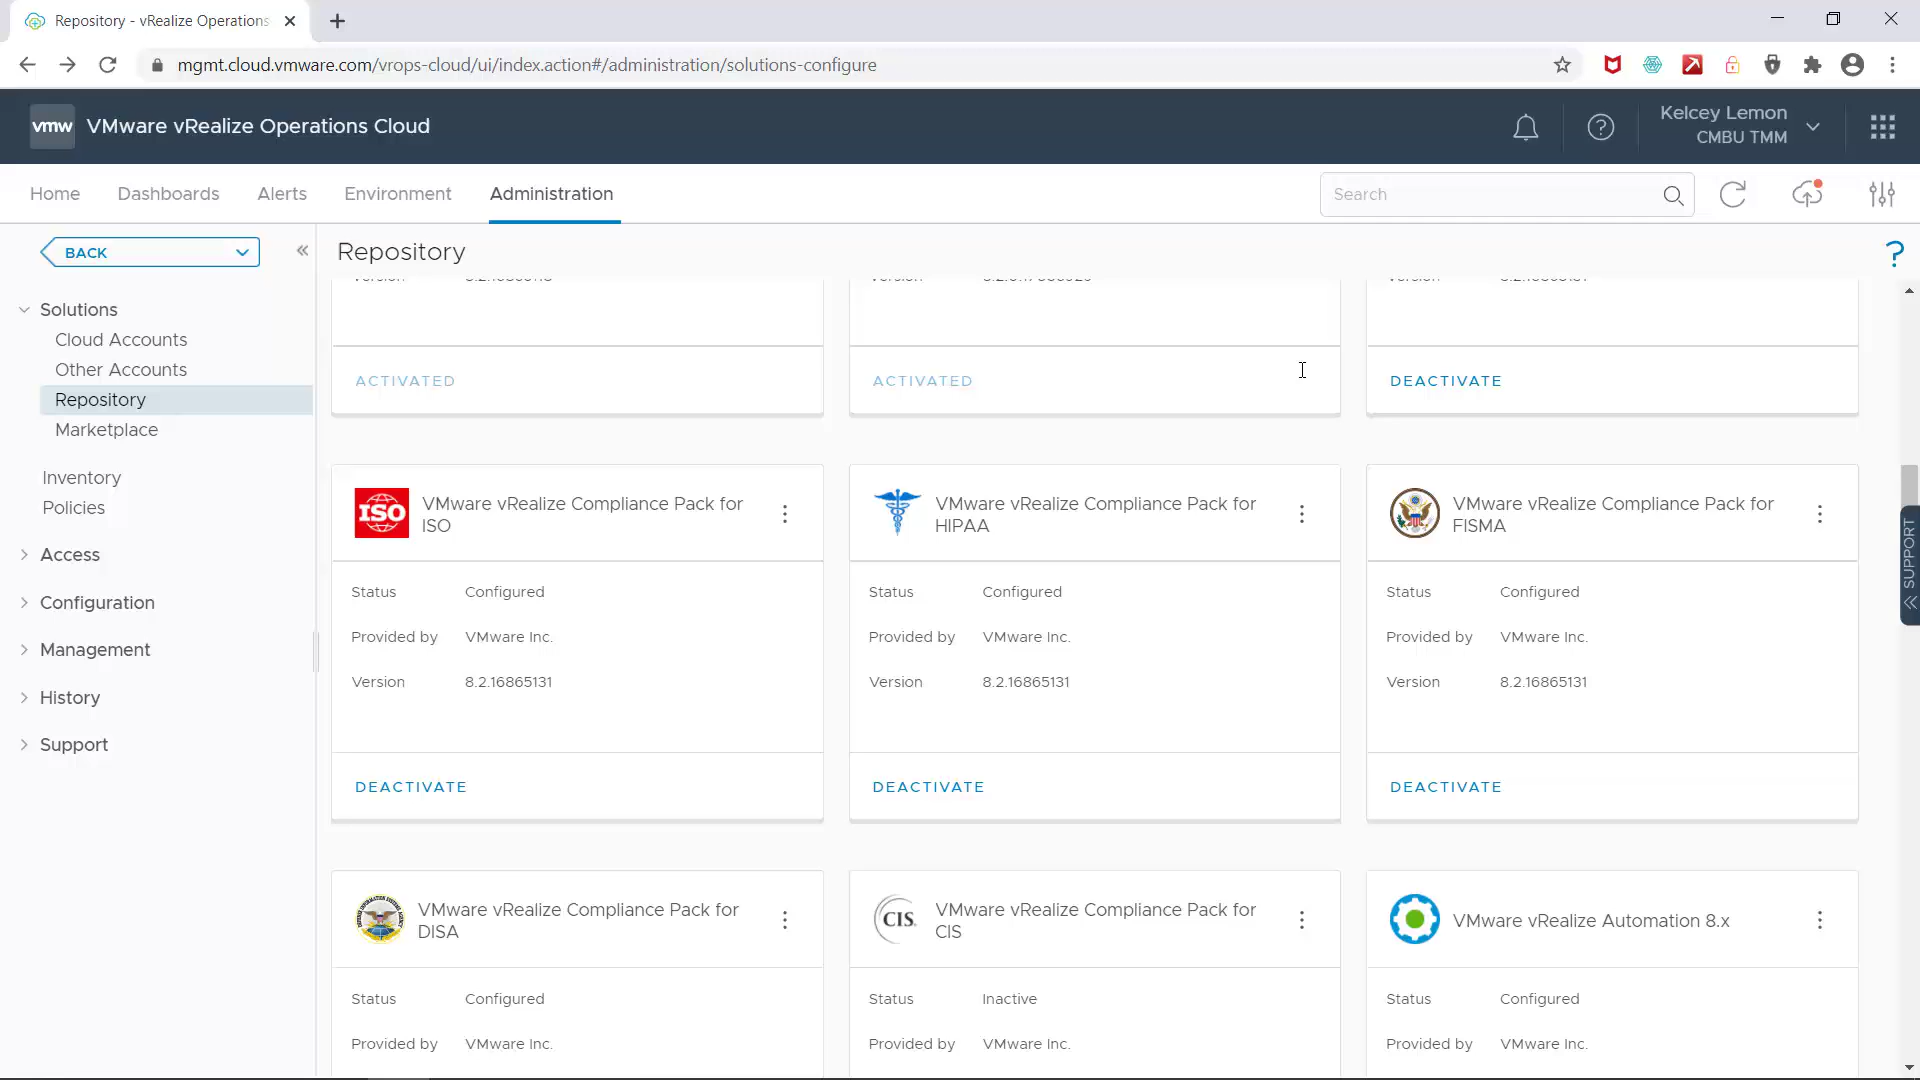 Repository - vRealize Operations
mgmt.cloud.vmware.com/vrops-cloud/ui/index.action#/administration/solutions-configure
vmw VMware vRealize Operations Cloud
Kelcey Lemon
CMBU TMM
Home Dashboards Alerts Environment Administration
Search
BACK
Repository
?
Solutions
Cloud Accounts
Other Accounts
Repository
Marketplace
Inventory
Policies
Access
Configuration
Management
History
Support
ACTIVATED ACTIVATED DEACTIVATE
ISO
VMware vRealize Compliance Pack for
ISO
Status Configured
Provided by VMware Inc.
Version 8.2.16865131
DEACTIVATE
VMware vRealize Compliance Pack for
HIPAA
Status Configured
Provided by VMware Inc.
Version 8.2.16865131
DEACTIVATE
VMware vRealize Compliance Pack for
FISMA
Status Configured
Provided by VMware Inc.
Version 8.2.16865131
DEACTIVATE
VMware vRealize Compliance Pack for
DISA
Status Configured
Provided by VMware Inc.
CIS.
VMware vRealize Compliance Pack for
CIS
Status Inactive
Provided by VMware Inc.
VMware vRealize Automation 8.x
Status Configured
Provided by VMware Inc.
SUPPORT